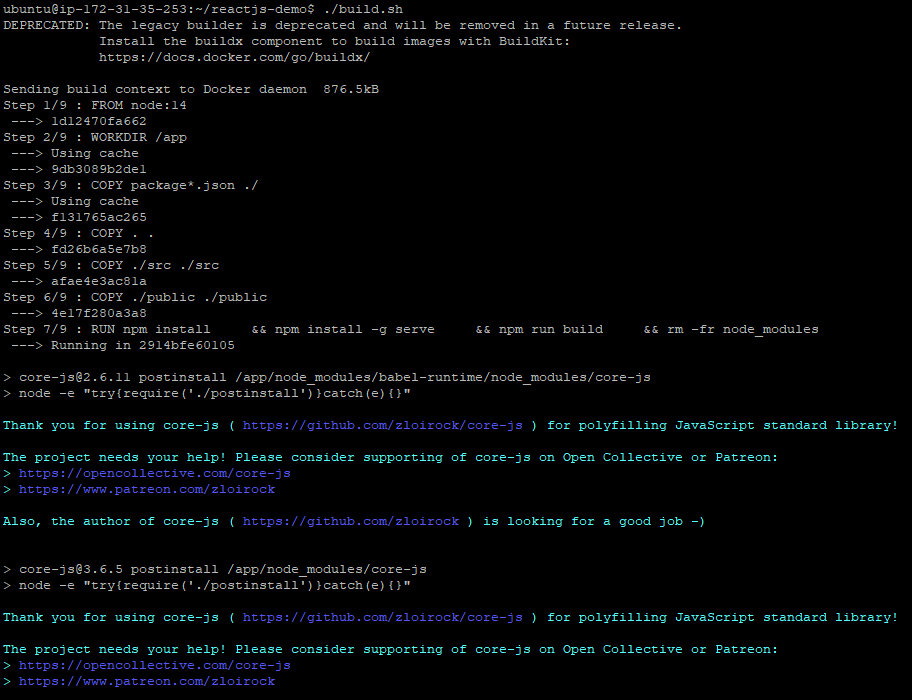 ubuntu@ip-172-31-35-253:~/reactjs-demo$ ./build.sh
DEPRECATED: The legacy builder is deprecated and will be removed in a future release.
            Install the buildx component to build images with BuildKit:
            https://docs.docker.com/go/buildx/

Sending build context to Docker daemon  876.5kB
Step 1/9 : FROM node:14
 ---> 1d12470fa662
Step 2/9 : WORKDIR /app
 ---> Using cache
 ---> 9db3089b2de1
Step 3/9 : COPY package*.json ./
 ---> Using cache
 ---> f131765ac265
Step 4/9 : COPY . .
 ---> fd26b6a5e7b8
Step 5/9 : COPY ./src ./src
 ---> afae4e3ac81a
Step 6/9 : COPY ./public ./public
 ---> 4e17f280a3a8
Step 7/9 : RUN npm install     && npm install -g serve     && npm run build     && rm -fr node_modules
 ---> Running in 2914bfe60105

> core-js@2.6.11 postinstall /app/node_modules/babel-runtime/node_modules/core-js
> node -e "try{require('./postinstall')}catch(e){}"

Thank you for using core-js ( https://github.com/zloirock/core-js ) for polyfilling JavaScript standard library!

The project needs your help! Please consider supporting of core-js on Open Collective or Patreon:
> https://opencollective.com/core-js
> https://www.patreon.com/zloirock

Also, the author of core-js ( https://github.com/zloirock ) is looking for a good job -)


> core-js@3.6.5 postinstall /app/node_modules/core-js
> node -e "try{require('./postinstall')}catch(e){}"

Thank you for using core-js ( https://github.com/zloirock/core-js ) for polyfilling JavaScript standard library!

The project needs your help! Please consider supporting of core-js on Open Collective or Patreon:
> https://opencollective.com/core-js
> https://www.patreon.com/zloirock